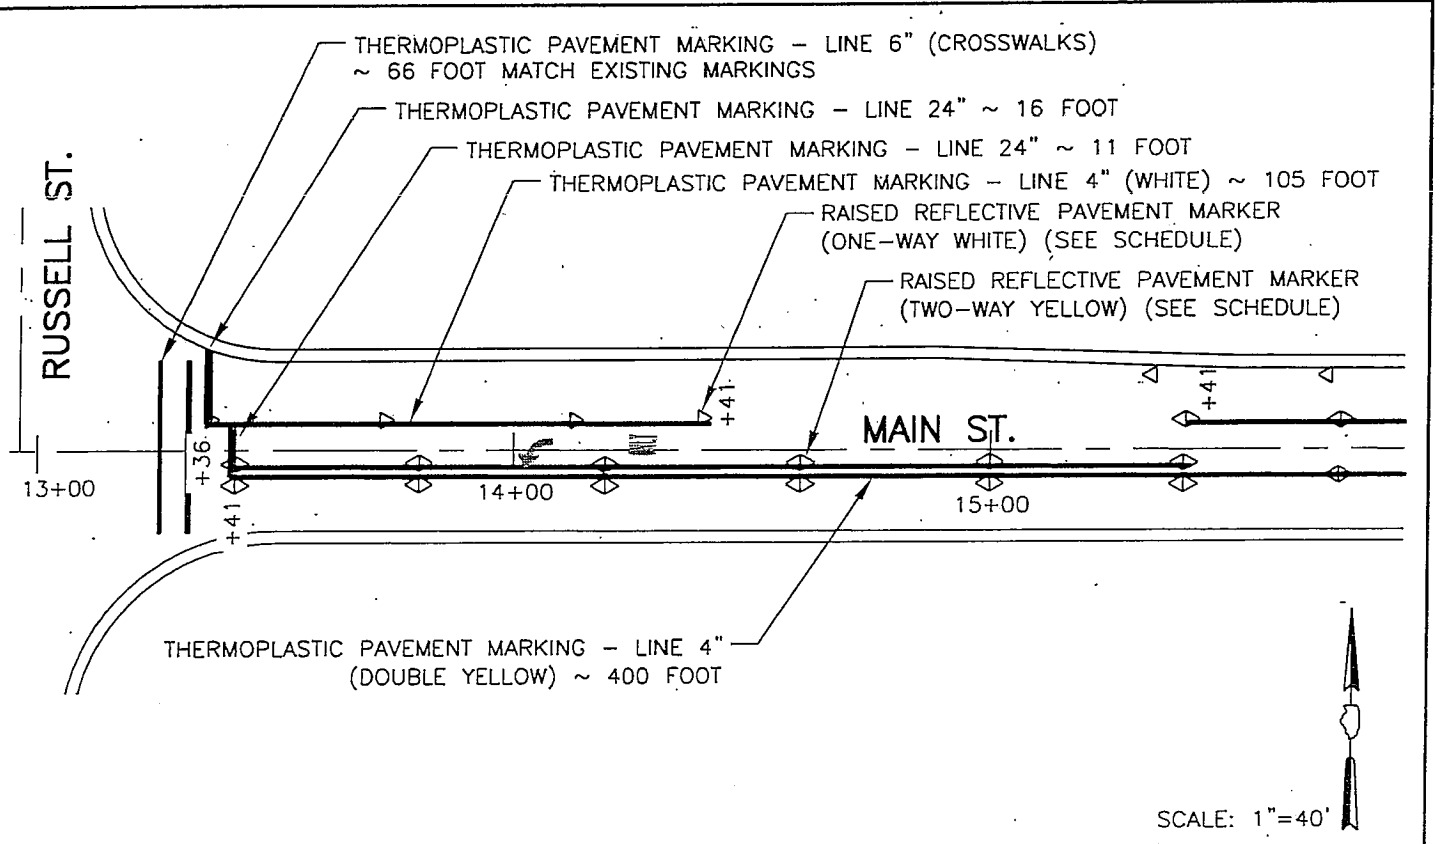 THERMOPLASTIC PAVEMENT MARKING – LINE 6" (CROSSWALKS)
~ 66 FOOT MATCH EXISTING MARKINGS
THERMOPLASTIC PAVEMENT MARKING – LINE 24" ~ 16 FOOT
THERMOPLASTIC PAVEMENT MARKING – LINE 24" ~ 11 FOOT
THERMOPLASTIC PAVEMENT MARKING – LINE 4" (WHITE) ~ 105 FOOT
RAISED REFLECTIVE PAVEMENT MARKER
(ONE-WAY WHITE) (SEE SCHEDULE)
RAISED REFLECTIVE PAVEMENT MARKER
(TWO-WAY YELLOW) (SEE SCHEDULE)
RUSSELL ST.
+41
+41
MAIN ST.
+36
13+00
14+00
15+00
+41
THERMOPLASTIC PAVEMENT MARKING – LINE 4"
(DOUBLE YELLOW) ~ 400 FOOT
SCALE: 1"=40'